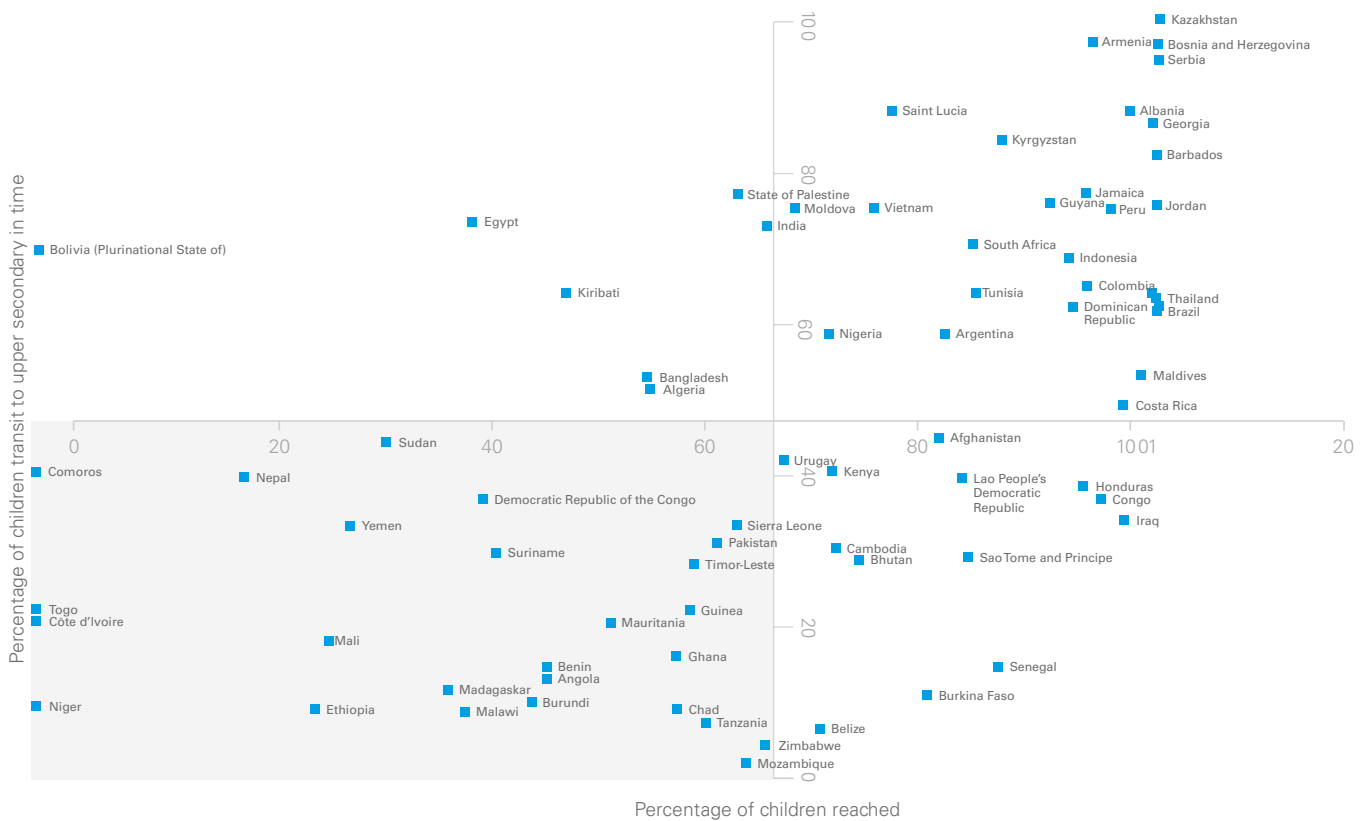 100
Kazakhstan
Armenia
Bosnia and Herzegovina
Serbia
Saint Lucia
Albania
Georgia
Kyrgyzstan
Barbados
80
State of Palestine
Jamaica
Guyana
Moldova
Vietnam
Peru
Jordan
Egypt
India
Bolivia (Plurinational State of)
South Africa
Indonesia
Kiribati
Tunisia
Colombia
Thailand
Dominican
Republic
Brazil
60
Nigeria
Argentina
Bangladesh
Algeria
Maldives
Costa Rica
0
20
40
60
80
100
1
20
Sudan
Afghanistan
Urugay
Comoros
Nepal
40
Kenya
Lao People's
Democratic
Republic
Honduras
Congo
Democratic Republic of the Congo
Yemen
Sierra Leone
Iraq
Pakistan
Suriname
Cambodia
Bhutan
Sao Tome and Principe
Timor-Leste
Togo
Côte d'Ivoire
Guinea
Mauritania
20
Mali
Ghana
Benin
Angola
Senegal
Madagaskar
Burkina Faso
Niger
Ethiopia
Malawi
Burundi
Chad
Tanzania
Belize
Zimbabwe
Mozambique
0
Percentage of children transit to upper secondary in time
Percentage of children reached